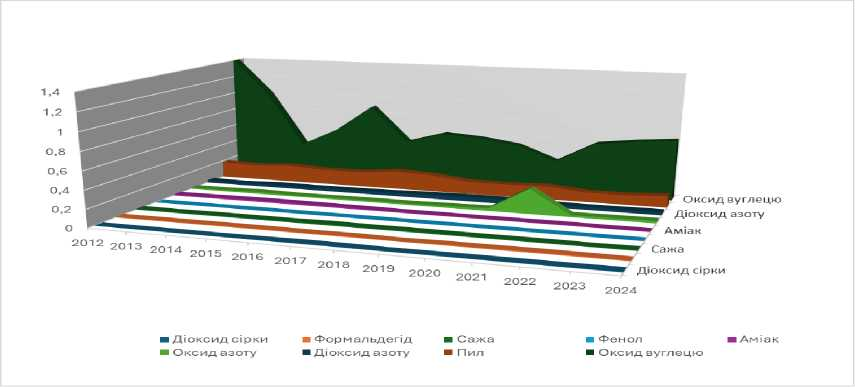 1,4
1,2
1
0,8
0,6
0,4
0,2
0
2012 2013 2014 2015 2016 2017 2018 2019 2020 2021 2022 2023 2024
Оксид вуглецю
Діоксид азоту
Аміак
Сажа
Діоксид сірки
Діоксид сірки Формальдегід Сажа Фенол Аміак
Оксид азоту Діоксид азоту Пил Оксид вуглецю